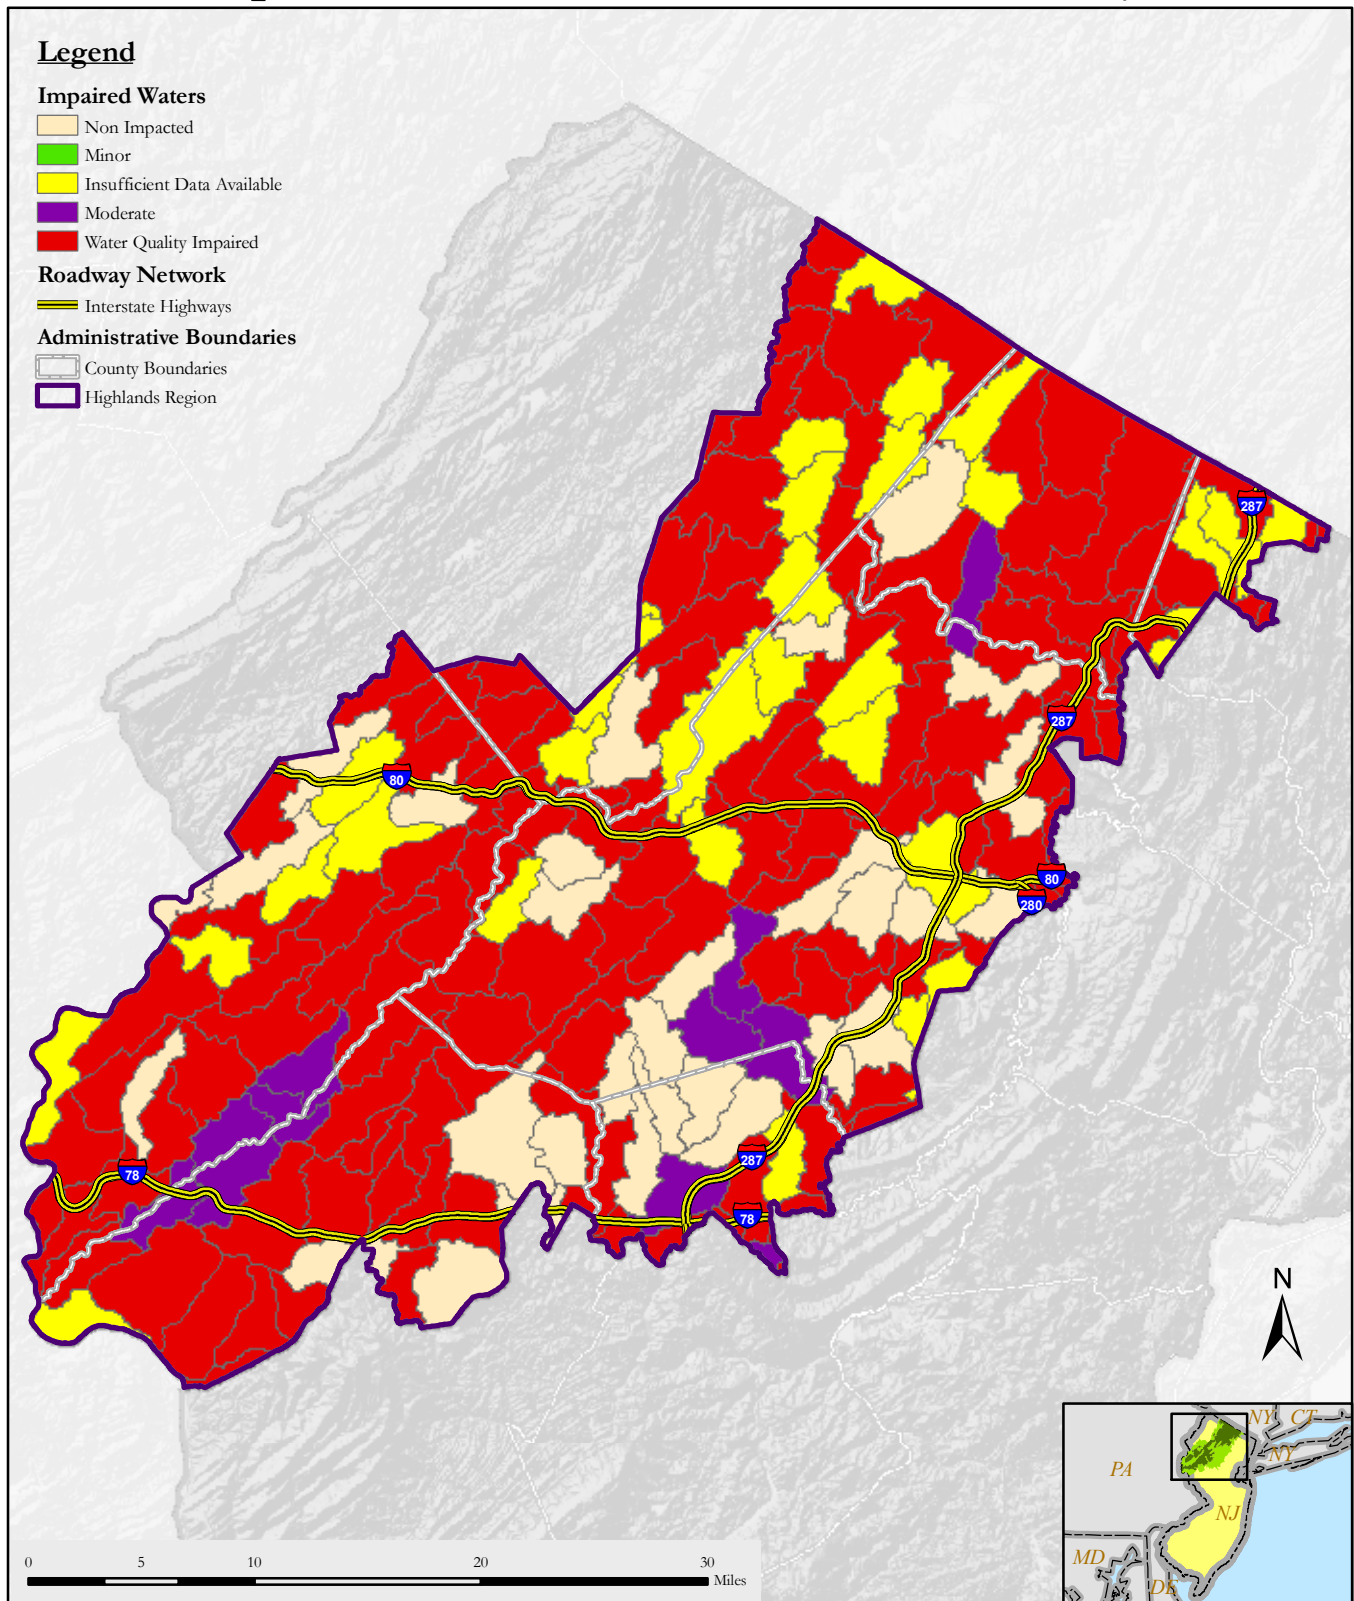 Legend
Impaired Waters
Non Impacted
Minor
Insufficient Data Available
Moderate
Water Quality Impaired
Roadway Network
Interstate Highways
Administrative Boundaries
County Boundaries
Highlands Region
287
287
80
80
280
78
287
78
N
NY CT
NY
PA
NJ
MD
DE
0 5 10 20 30
Miles